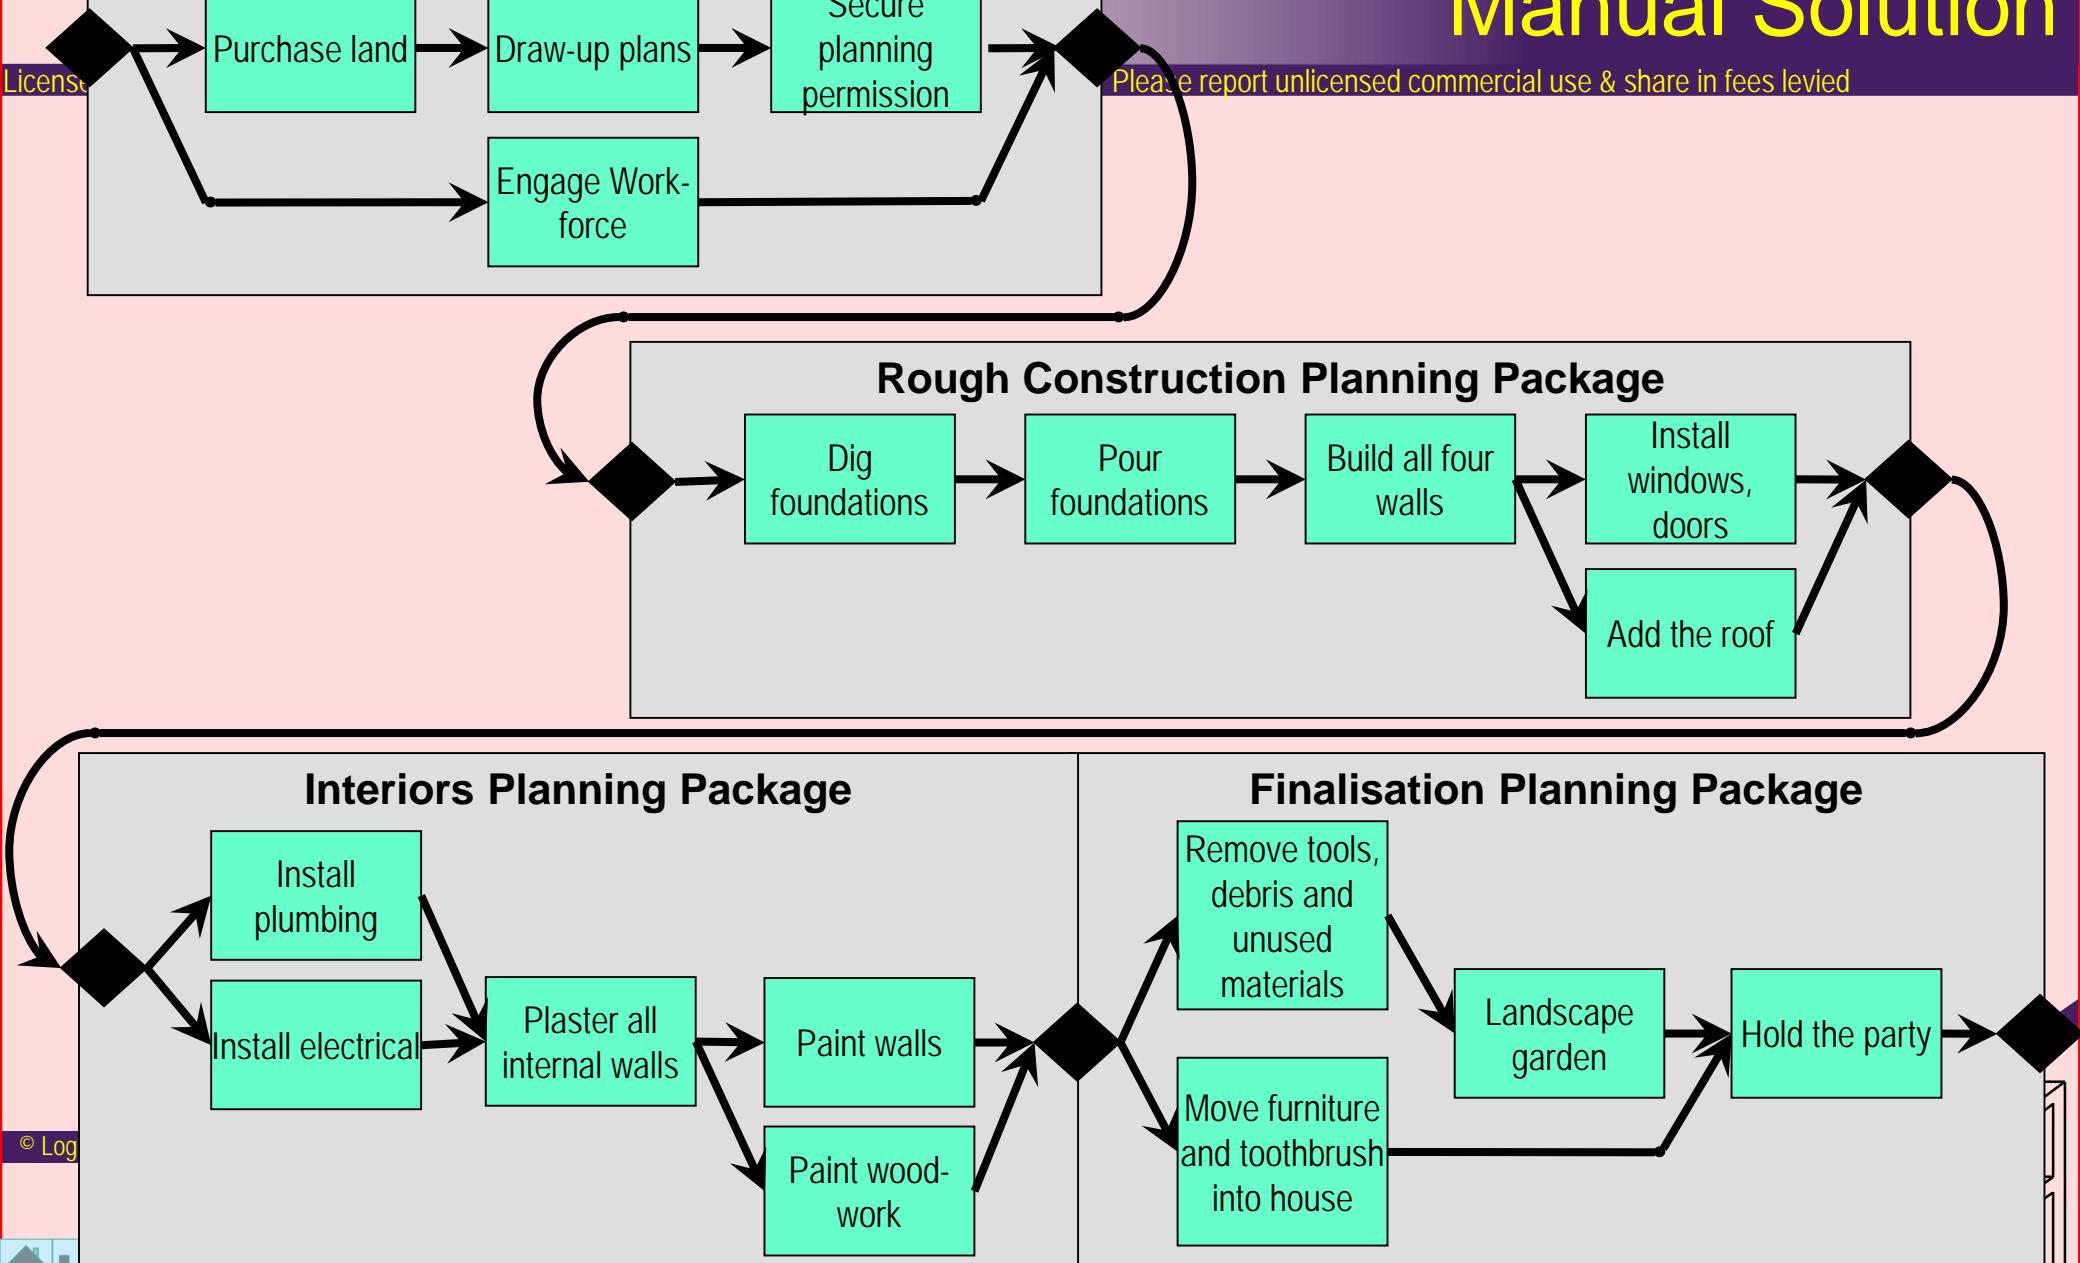 Manual Solution
License
Please report unlicensed commercial use & share in fees levied
Purchase land
Draw-up plans
Secure
planning
permission
Engage Work-
force
Rough Construction Planning Package
Dig
foundations
Pour
foundations
Build all four
walls
Install
windows,
doors
Add the roof
Interiors Planning Package
Install
plumbing
Install electrical
Plaster all
internal walls
Paint walls
Paint wood-
work
Finalisation Planning Package
Remove tools,
debris and
unused
materials
Move furniture
and toothbrush
into house
Landscape
garden
Hold the party
© Log